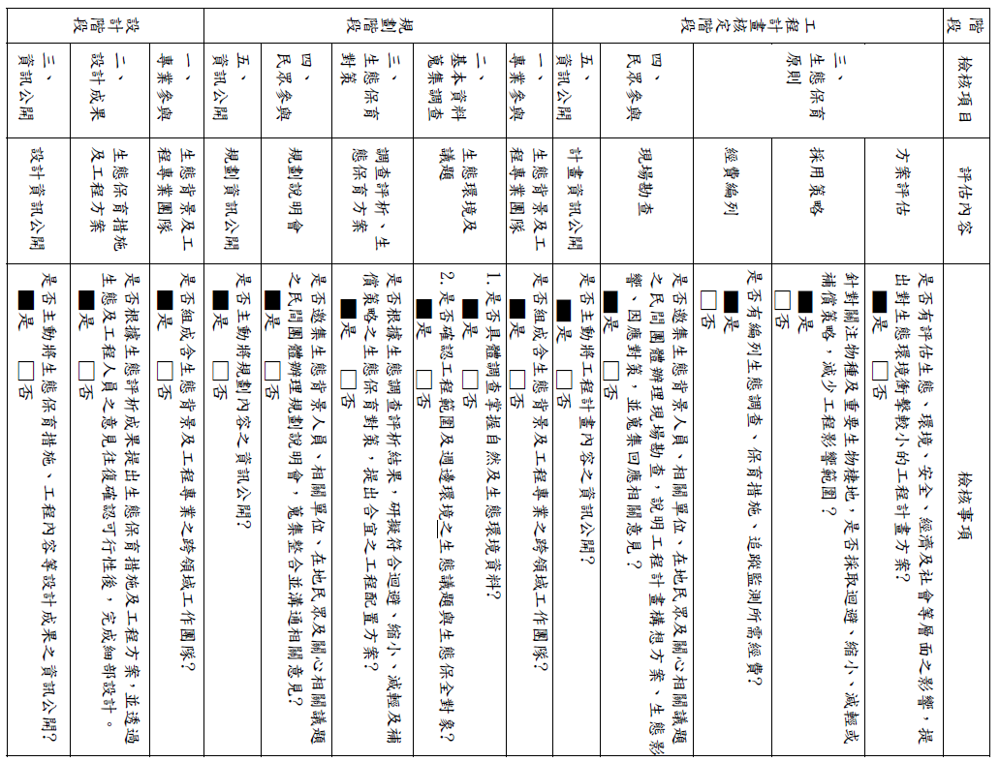 階段
檢核項目
評估內容
檢核事項
工程計畫核定階段
三、
生態保育
原則
方案評估
是否有評估生態、環境、安全、經濟及社會等層面之影響,提
出對生態環境衝擊較小的工程計畫方案?
■是 □否
採用策略
針對關注物種及重要生物棲地,是否採取迴避、縮小、減輕或
補償策略,減少工程影響範圍?
■是
□否
經費編列
是否有編列生態調查、保育措施、追蹤監測所需經費?
■是
□否
四、
民眾參與
現場勘查
是否邀集生態背景人員、相關單位、在地民眾及關心相關議題
之民間團體辦理現場勘查,說明工程計畫構想方案、生態影
響、因應對策,並蒐集回應相關意見?
■是 □否
五、
資訊公開
計畫資訊公開
是否主動將工程計畫內容之資訊公開?
■是 □否
規劃階段
一、
專業參與
生態背景及工
程專業團隊
是否組成含生態背景及工程專業之跨領域工作團隊?
■是 □否
二、
基本資料
蒐集調查
生態環境及
議題
1. 是否具體調查掌握自然及生態環境資料?
■是 □否
2. 是否確認工程範圍及週邊環境之生態議題與生態保全對象?
■是 □否
三、
生態保育
對策
調查評析、生
態保育方案
是否根據生態調查評析結果,研擬符合迴避、縮小、減輕及補
償策略之生態保育對策,提出合宜之工程配置方案?
■是 □否
四、
民眾參與
規劃說明會
是否邀集生態背景人員、相關單位、在地民眾及關心相關議題
之民間團體辦理規劃說明會,蒐集整合並溝通相關意見?
■是 □否
五、
資訊公開
規劃資訊公開
是否主動將規劃內容之資訊公開?
■是 □否
設計階段
一、
專業參與
生態背景及工
程專業團隊
是否組成含生態背景及工程專業之跨領域工作團隊?
■是 □否
二、
設計成果
生態保育措施
及工程方案
是否根據生態評析成果提出生態保育措施及工程方案,並透過
生態及工程人員之意見往復確認可行性後,完成細部設計。
■是 □否
三、
資訊公開
設計資訊公開
是否主動將生態保育措施、工程內容等設計成果之資訊公開?
■是 □否